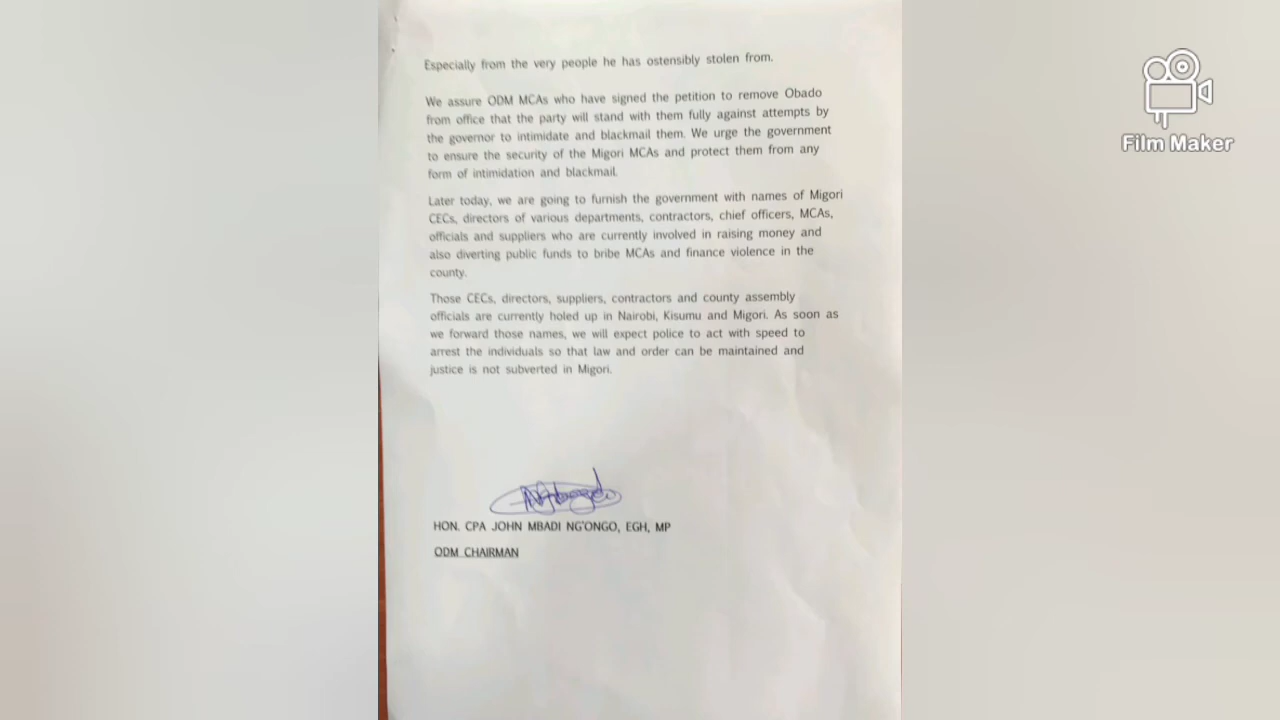 Especially from the very people he has ostensibly stolen from.
We assure ODM MCAs who have signed the petition to remove Obado
from office that the party will stand with them fully against attempts by
the governor to intimidate and blackmail them. We urge the government
to ensure the security of the Migori MCAs and protect them from any
form of intimidation and blackmail.
Later today, we are going to furnish the government with names of Migori
CECs, directors of various departments, contractors, chief officers, MCAs,
officials and suppliers who are currently involved in raising money and
also diverting public funds to bribe MCAs and finance violence in the
county.
Those CECs, directors, suppliers, contractors and county assembly
officials are currently holed up in Nairobi, Kisumu and Migori. As soon as
we forward those names, we will expect police to act with speed to
arrest the individuals so that law and order can be maintained and
justice is not subverted in Migori.
HON. CPA JOHN MBADI NG'ONGO, EGH, MP
ODM CHAIRMAN
Film Maker